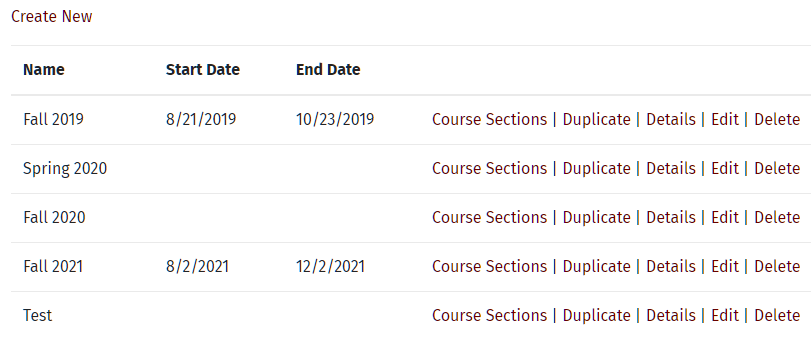 Create New
Name Start Date End Date
Fall 2019 8/21/2019 10/23/2019 Course Sections | Duplicate | Details | Edit | Delete
Spring 2020 Course Sections | Duplicate | Details | Edit | Delete
Fall 2020 Course Sections | Duplicate | Details | Edit | Delete
Fall 2021 8/2/2021 12/2/2021 Course Sections | Duplicate | Details | Edit | Delete
Test Course Sections | Duplicate | Details | Edit | Delete